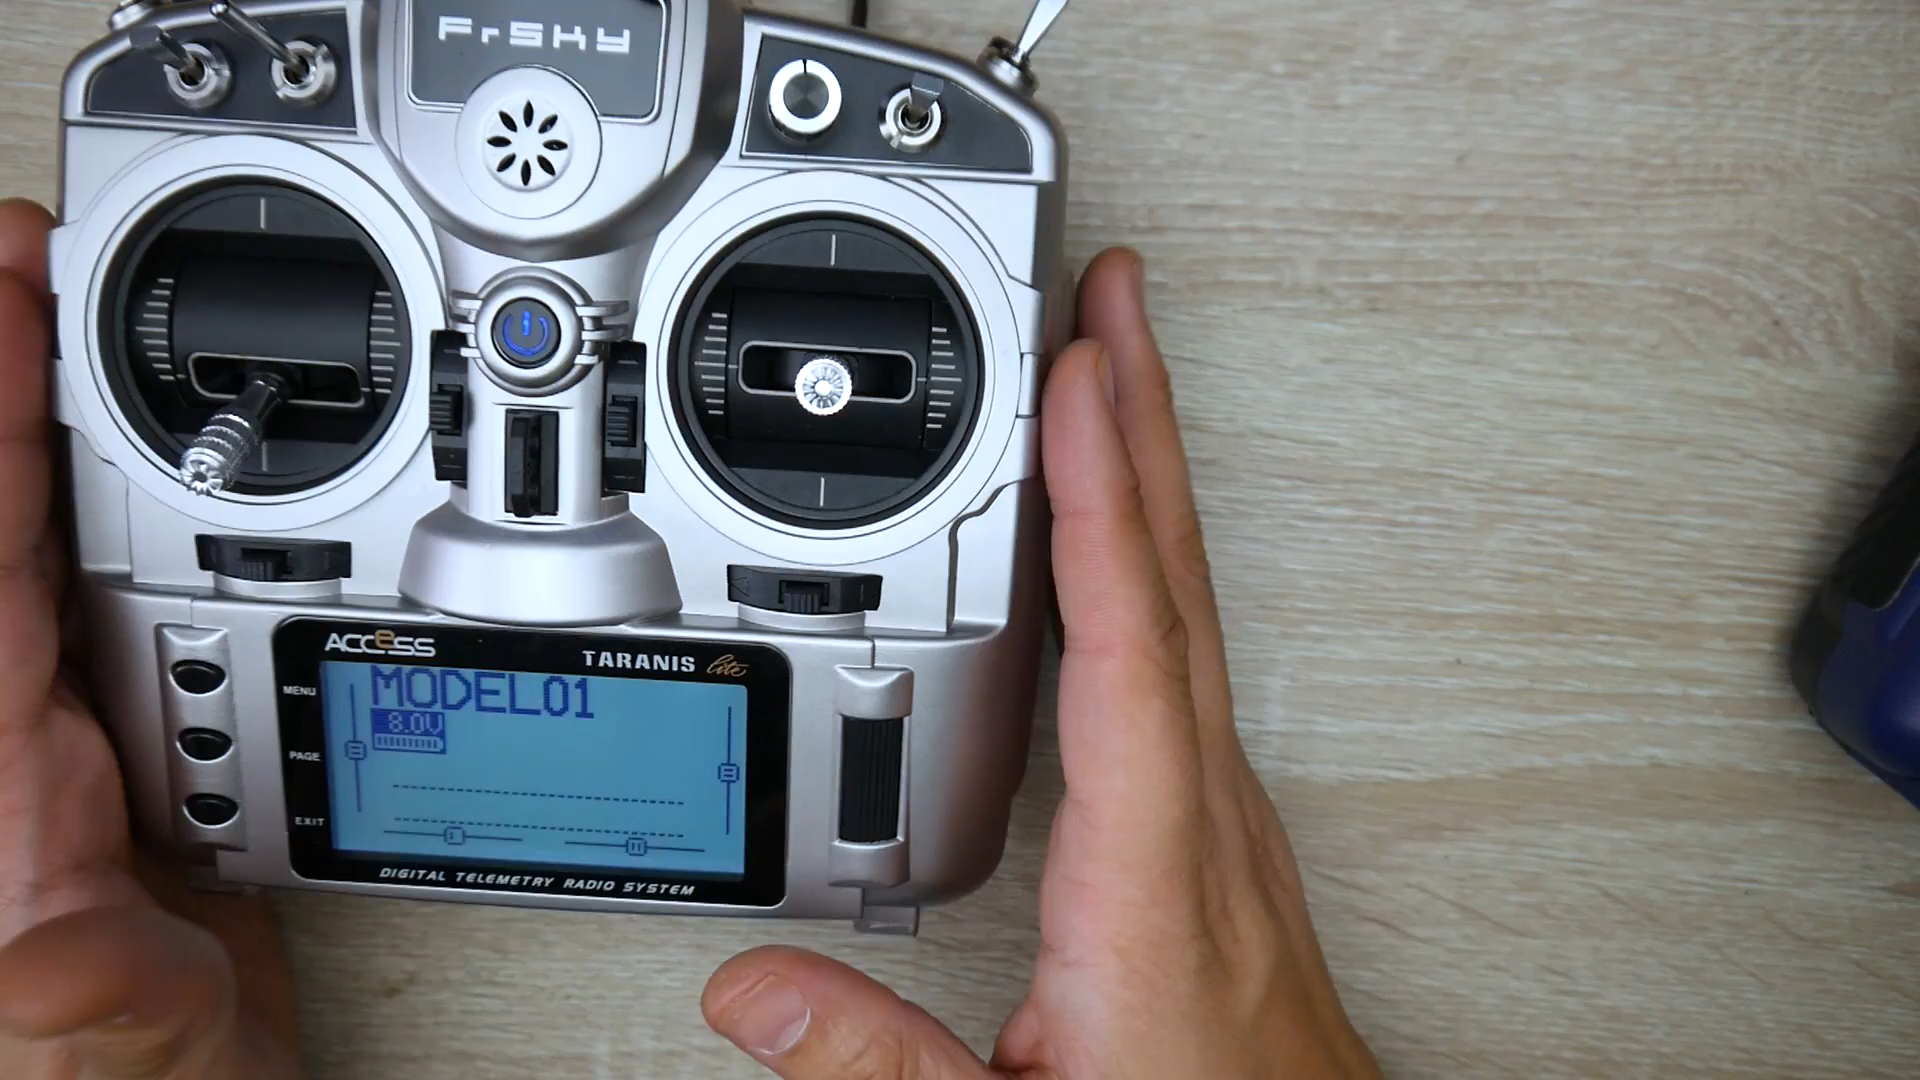 FrSKY
ACCeSS
TARANIS lite
MENU
PAGE
EXIT
MODEL01
8.0V
DIGITAL TELEMETRY RADIO SYSTEM